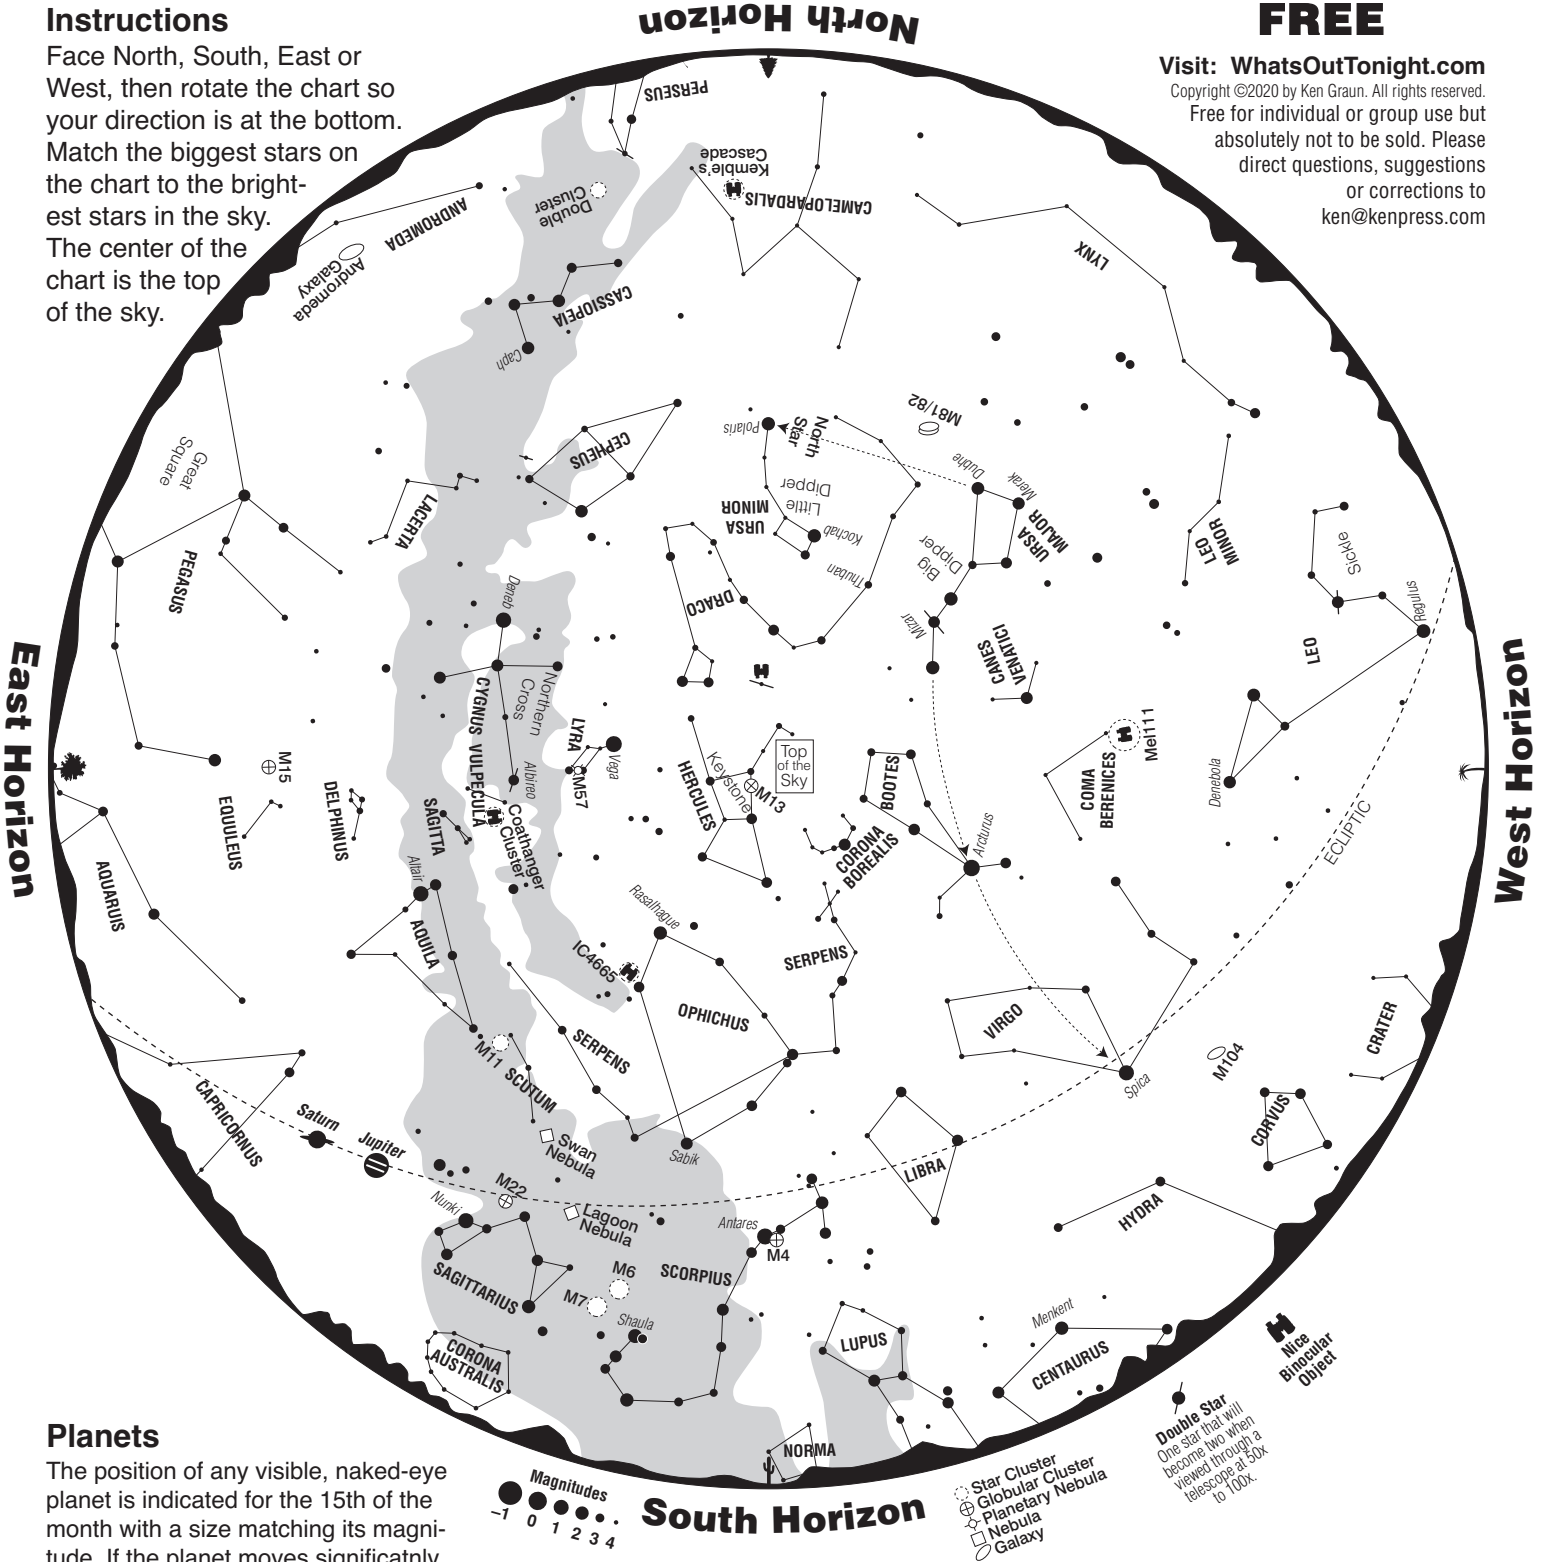 Instructions
Face North, South, East or
West, then rotate the chart so
your direction is at the bottom.
Match the biggest stars on
the chart to the bright-
est stars in the sky.
The center of the
chart is the top
of the sky.
North Horizon
FREE
Visit: WhatsOutTonight.com
Copyright ©2020 by Ken Graun. All rights reserved.
Free for individual or group use but
absolutely not to be sold. Please
direct questions, suggestions
or corrections to
ken@kenpress.com
PERSEUS
Kemble's
Cascade
Double
Cluster
CAMELOPARDALIS
ANDROMEDA
Andromeda
Galaxy
LYNX
CASSIOPEIA
Caph
M81/82
Polaris
North
Star
CEPHEUS
Great
Square
Dubhe
Merak
Little
Dipper
URSA
MINOR
Kochab
LACERTA
URSA
MAJOR
Big
Dipper
LEO
MINOR
Sickle
Thuban
PEGASUS
Deneb
DRACO
Mizar
Regulus
CANES
VENATICI
LEO
East Horizon
West Horizon
CYGNUS
Northern
Cross
LYRA
Vega
Mel111
Top
of the
Sky
M15
VULPECULA
Albireo
M57
HERCULES
Keystone
M13
BOOTES
COMA
BERENICES
Denebola
EQUULEUS
DELPHINUS
SAGITTA
Coathanger
Cluster
CORONA
BOREALIS
Arcturus
ECLIPTIC
AQUARUIS
Altair
AQUILA
Rasalhague
IC4665
SERPENS
OPHICHUS
VIRGO
CRATER
SERPENS
M11
SCUTUM
M104
Spica
CAPRICORNUS
Saturn
Jupiter
Swan
Nebula
Sabik
CORVUS
LIBRA
M22
Nunki
Lagoon
Nebula
Antares
M4
HYDRA
SAGITTARIUS
M6
M7
SCORPIUS
Shaula
LUPUS
Menkent
CENTAURUS
CORONA
AUSTRALIS
NORMA
Nice
Binocular
Object
Double Star
One star that will
become two when
viewed through a
telescope at 50x
to 100x.
Planets
The position of any visible, naked-eye
planet is indicated for the 15th of the
month with a size matching its magni-
tude. If the planet moves significatnly
Magnitudes
–1 0 1 2 3 4
South Horizon
Star Cluster
Globular Cluster
Planetary Nebula
Nebula
Galaxy